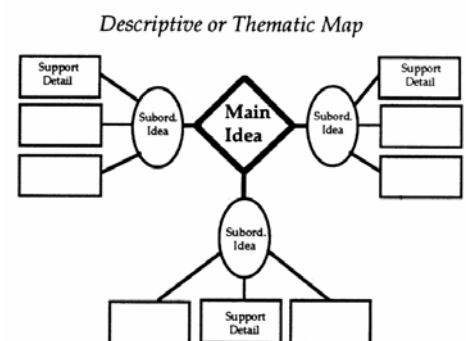 Descriptive or Thematic Map
Support
Detail
Subord.
Idea
Main
Idea
Subord.
Idea
Support
Detail
Subord.
Idea
Support
Detail